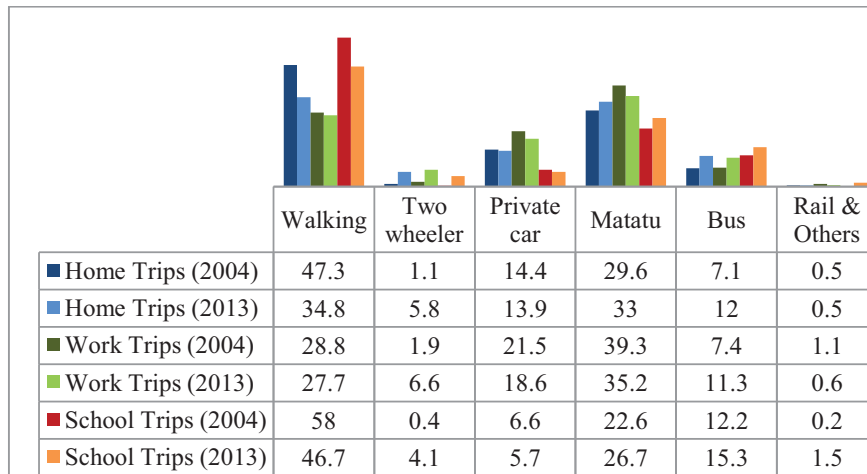 Walking Two wheeler Private car Matatu Bus Rail & Others
Home Trips (2004) 47.3 1.1 14.4 29.6 7.1 0.5
Home Trips (2013) 34.8 5.8 13.9 33 12 0.5
Work Trips (2004) 28.8 1.9 21.5 39.3 7.4 1.1
Work Trips (2013) 27.7 6.6 18.6 35.2 11.3 0.6
School Trips (2004) 58 0.4 6.6 22.6 12.2 0.2
School Trips (2013) 46.7 4.1 5.7 26.7 15.3 1.5